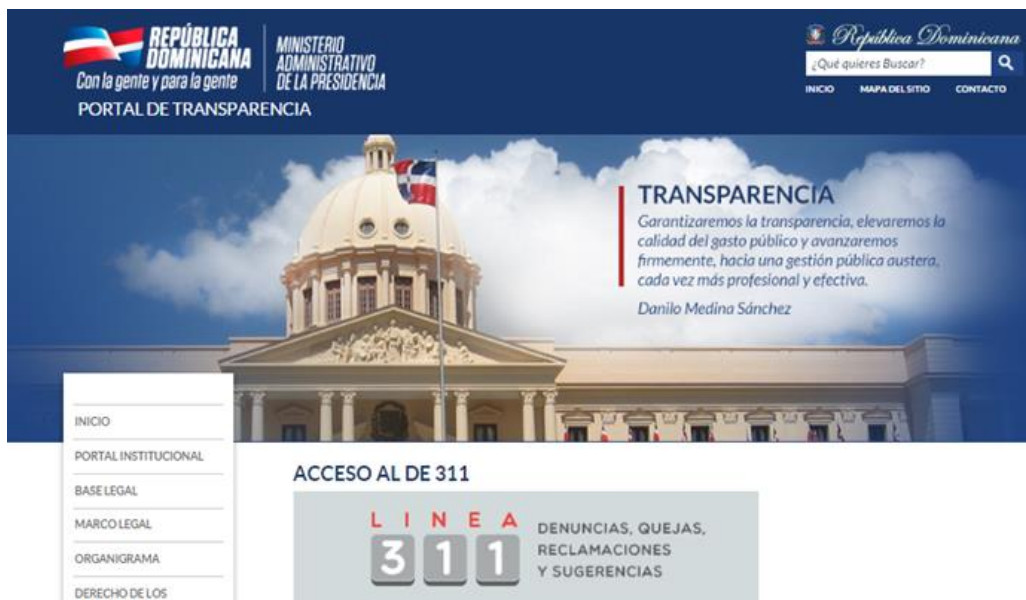 REPÚBLICA
DOMINICANA
Con la gente y para la gente
MINISTERIO
ADMINISTRATIVO
DE LA PRESIDENCIA
PORTAL DE TRANSPARENCIA
República Dominicana
¿Qué quieres Buscar?
INICIO MAPA DEL SITIO CONTACTO
TRANSPARENCIA
Garantizaremos la transparencia, elevaremos la
calidad del gasto público y avanzaremos
firmemente, hacia una gestión pública austera,
cada vez más profesional y efectiva.
Danilo Medina Sánchez
INICIO
PORTAL INSTITUCIONAL
BASE LEGAL
MARCO LEGAL
ORGANIGRAMA
DERECHO DE LOS
ACCESO AL DE 311
LINEA
311
DENUNCIAS, QUEJAS,
RECLAMACIONES
Y SUGERENCIAS